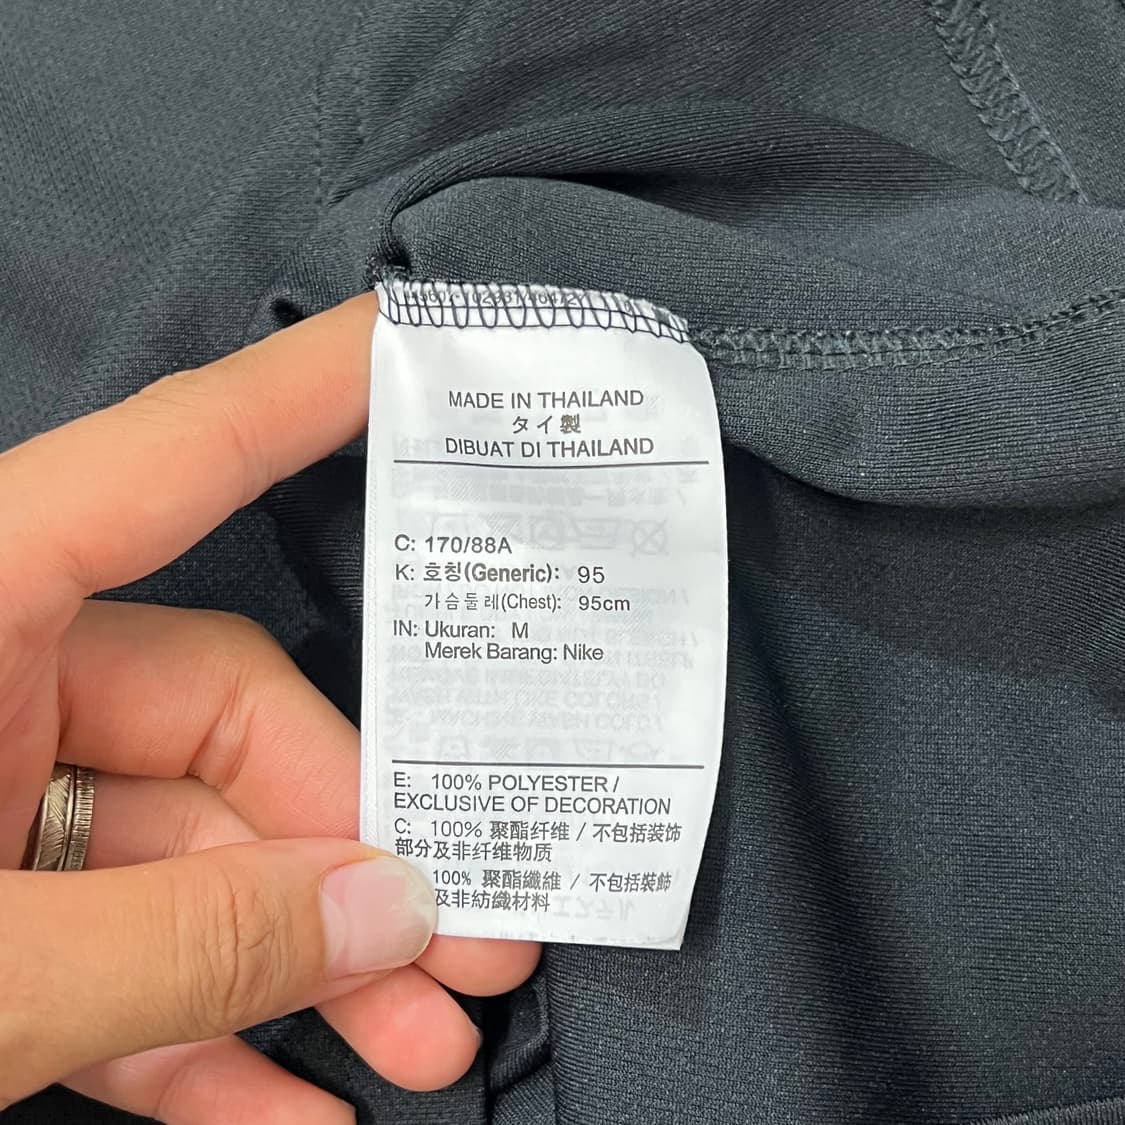 MADE IN THAILAND
タイ製
DIBUAT DI THAILAND
C: 170/88A
K: 호칭(Generic): 95
가슴둘레(Chest): 95cm
IN: Ukuran: M
Merek Barang: Nike
E: 100% POLYESTER /
EXCLUSIVE OF DECORATION
C: 100% 聚酯纤维 / 不包括装饰
部分及非纤维物质
100% 聚酯纖維 / 不包括裝飾
及非紡織材料